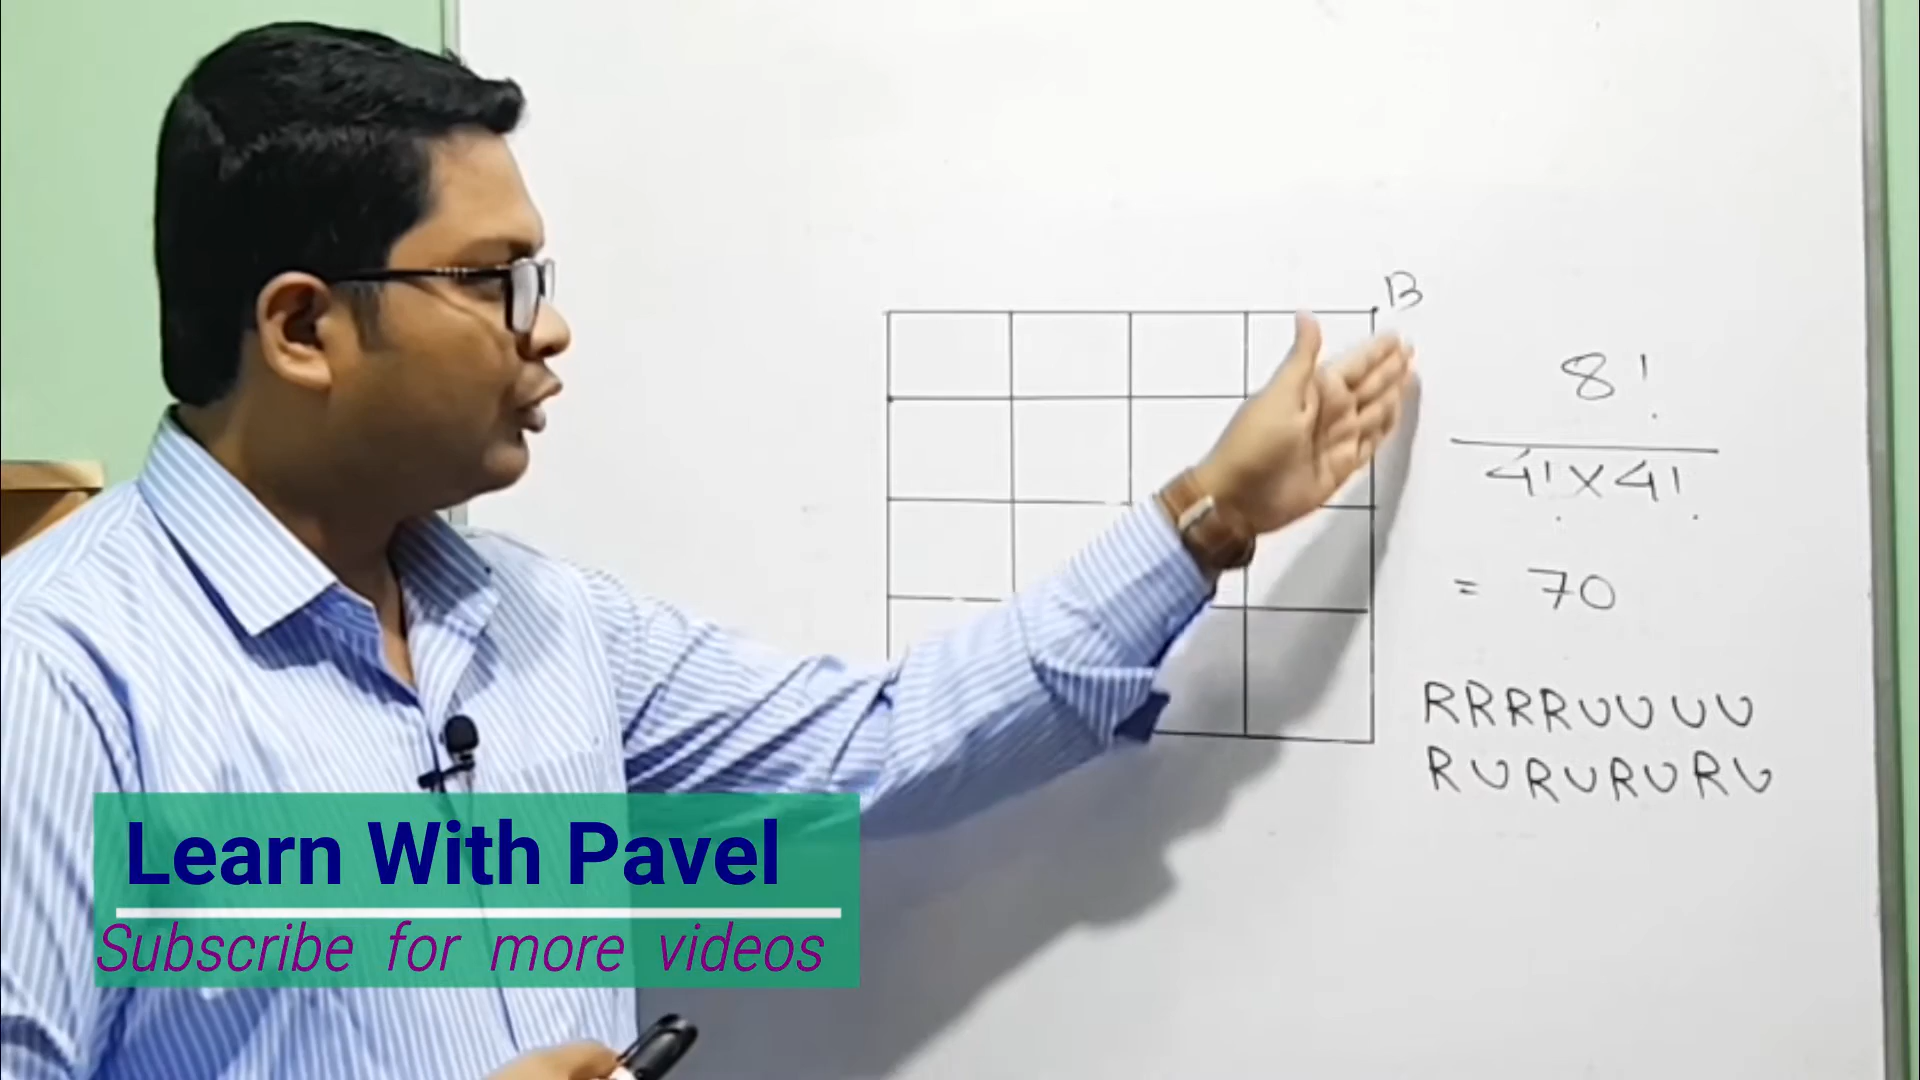 B
8!
4! × 4!
= 70
RRRRUUUU
RURURURU
Learn With Pavel
Subscribe for more videos